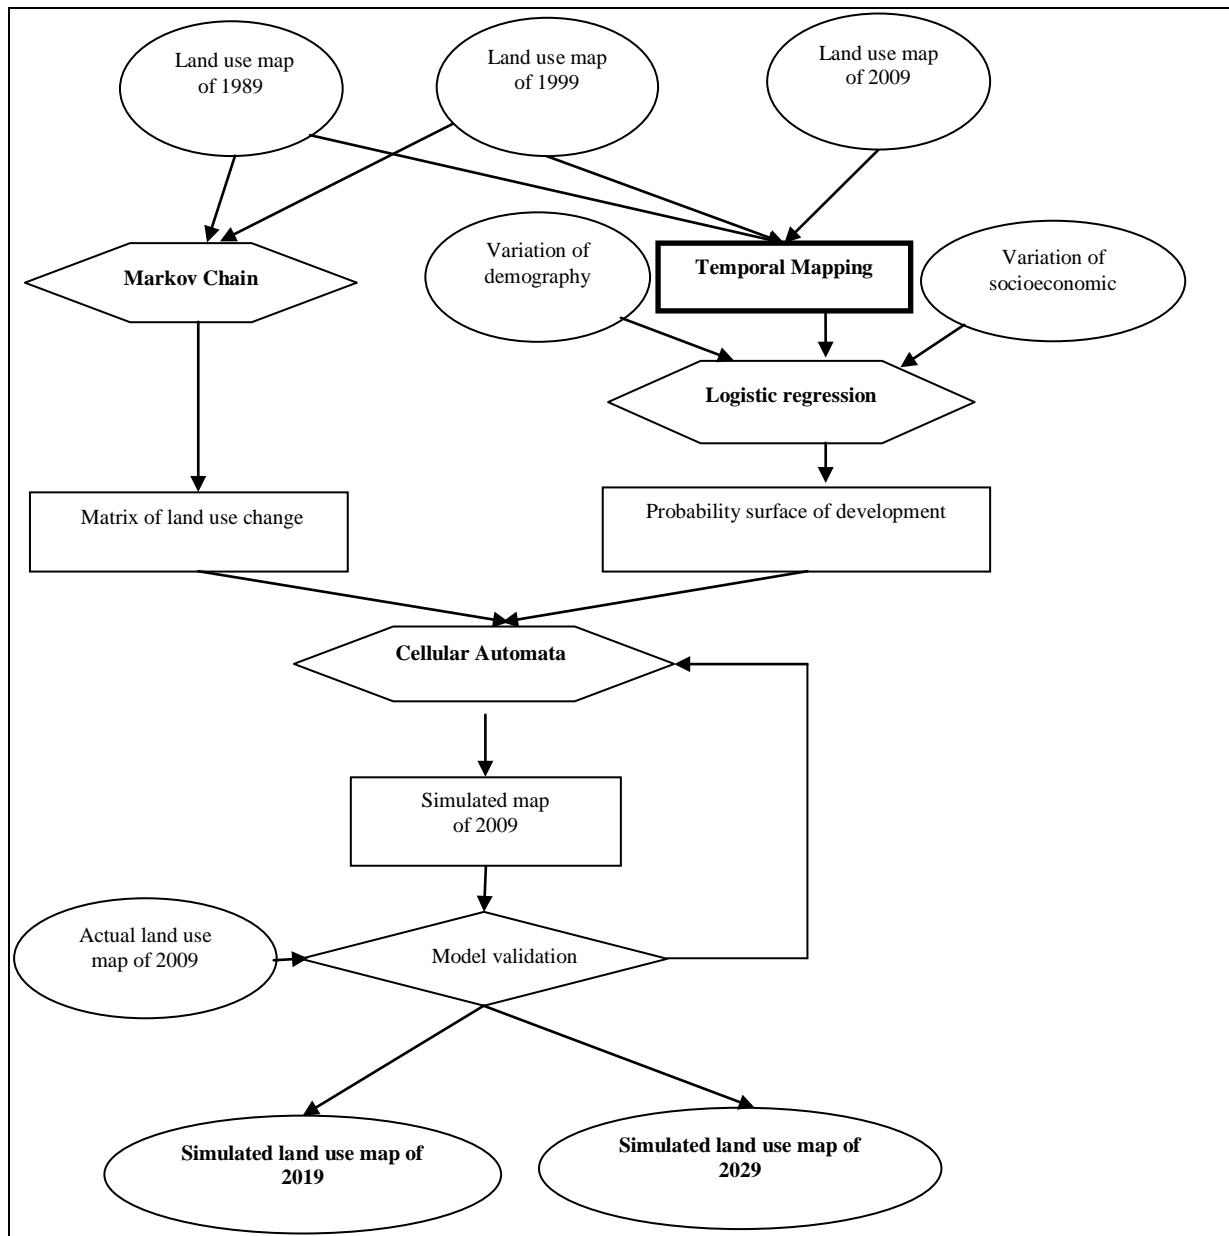 Land use map
of 1989
Land use map
of 1999
Land use map
of 2009
Variation of
demography
Temporal Mapping
Variation of
socioeconomic
Markov Chain
Logistic regression
Matrix of land use change
Probability surface of development
Cellular Automata
Simulated map
of 2009
Actual land use
map of 2009
Model validation
Simulated land use map of
2019
Simulated land use map of
2029